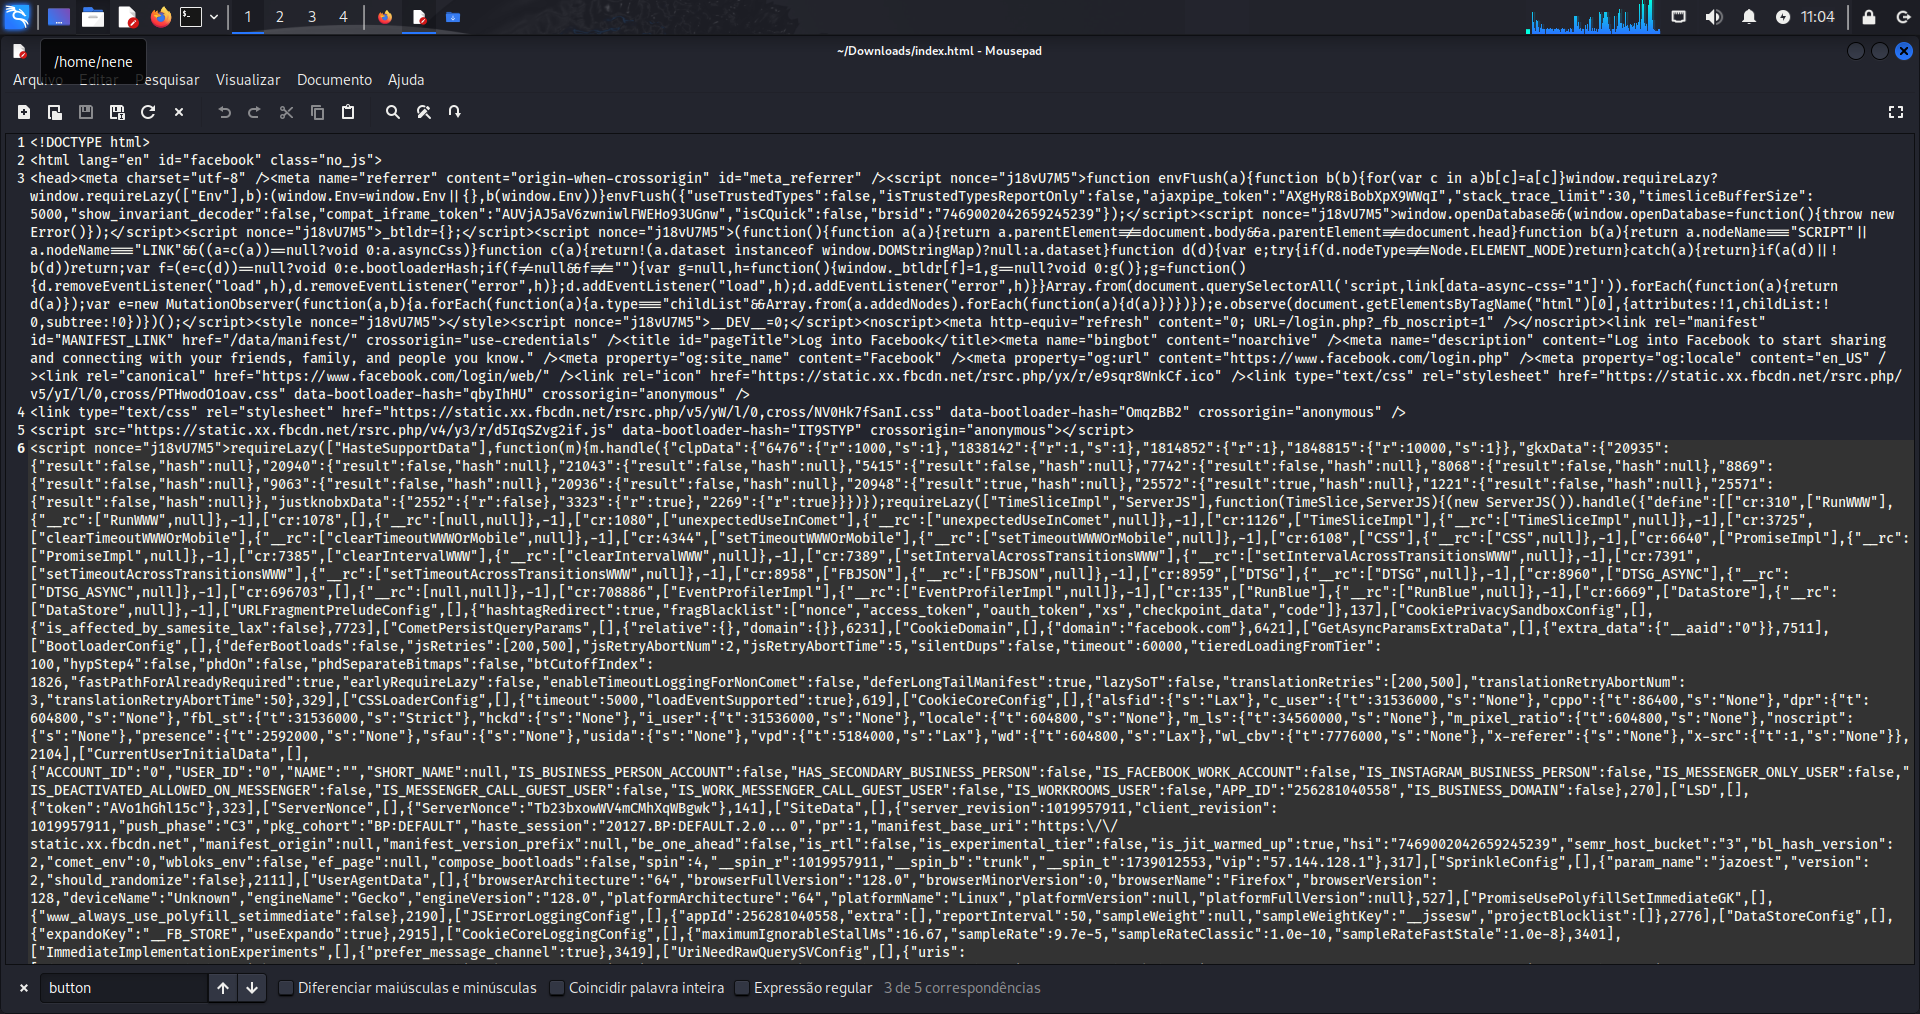 1 2 3 4
11:04
~/Downloads/index.html - Mousepad
/home/nene
Arquivo Editar Pesquisar Visualizar Documento Ajuda
1 <!DOCTYPE html>
2 <html lang="en" id="facebook" class="no_js">
3 <head><meta charset="utf-8" /><meta name="referrer" content="origin-when-crossorigin" id="meta_referrer" /><script nonce="j18vU7M5">function envFlush(a){function b(b){for(var c in a)b[c]=a[c]}window.requireLazy?
window.requireLazy(["Env"],b):(window.Env=window.Env||{},b(window.Env))}envFlush({"useTrustedTypes":false,"isTrustedTypesReportOnly":false,"ajaxpipe_token":"AXgHyR8iBobXpX9WWqI","stack_trace_limit":30,"timesliceBufferSize":
5000,"show_invariant_decoder":false,"compat_iframe_token":"AUVjAJ5aV6zwniwlFWEHo93UGnw","isCQuick":false,"brsid":"7469002042659245239"});</script><script nonce="j18vU7M5">window.openDatabase&&(window.openDatabase=function(){throw new
Error()});</script><script nonce="j18vU7M5">_btldr={};</script><script nonce="j18vU7M5">(function(){function a(a){return a.parentElement!==document.body&&a.parentElement!==document.head}function b(a){return a.nodeName==="SCRIPT"||
a.nodeName==="LINK"&&((a=c(a))==null?void 0:a.asyncCss)}function c(a){return!(a.dataset instanceof window.DOMStringMap)?null:a.dataset}function d(d){var e;try{if(d.nodeType!==Node.ELEMENT_NODE)return}catch(a){return}if(a(d)||!
b(d))return;var f=(e=c(d))==null?void 0:e.bootloaderHash;if(f!=null&&f!==""){var g=null,h=function(){window._btldr[f]=1,g==null?void 0:g()};g=function()
{d.removeEventListener("load",h),d.removeEventListener("error",h)};d.addEventListener("load",h);d.addEventListener("error",h)}}Array.from(document.querySelectorAll('script,link[data-async-css="1"]')).forEach(function(a){return
d(a)});var e=new MutationObserver(function(a,b){a.forEach(function(a){a.type==="childList"&&Array.from(a.addedNodes).forEach(function(a){d(a)})})});e.observe(document.getElementsByTagName("html")[0],{attributes:!1,childList:!
0,subtree:!0})})();</script><style nonce="j18vU7M5"></style><script nonce="j18vU7M5">__DEV__=0;</script><noscript><meta http-equiv="refresh" content="0; URL=/login.php?_fb_noscript=1" /></noscript><link rel="manifest"
id="MANIFEST_LINK" href="/data/manifest/" crossorigin="use-credentials" /><title id="pageTitle">Log into Facebook</title><meta name="bingbot" content="noarchive" /><meta name="description" content="Log into Facebook to start sharing
and connecting with your friends, family, and people you know." /><meta property="og:site_name" content="Facebook" /><meta property="og:url" content="https://www.facebook.com/login.php" /><meta property="og:locale" content="en_US" /
><link rel="canonical" href="https://www.facebook.com/login/web/" /><link rel="icon" href="https://static.xx.fbcdn.net/rsrc.php/yx/r/e9sqr8WnkCf.ico" /><link type="text/css" rel="stylesheet" href="https://static.xx.fbcdn.net/rsrc.php/
v5/yI/l/0,cross/PTHwodO1oav.css" data-bootloader-hash="qbyIhHU" crossorigin="anonymous" />
4 <link type="text/css" rel="stylesheet" href="https://static.xx.fbcdn.net/rsrc.php/v5/yW/l/0,cross/NV0Hk7fSanI.css" data-bootloader-hash="OmqzBB2" crossorigin="anonymous" />
5 <script src="https://static.xx.fbcdn.net/rsrc.php/v4/y3/r/d5IqSZvg2if.js" data-bootloader-hash="IT9STYP" crossorigin="anonymous"></script>
6 <script nonce="j18vU7M5">requireLazy(["HasteSupportData"],function(m){m.handle({"clpData":{"6476":{"r":1000,"s":1},"1838142":{"r":1,"s":1},"1814852":{"r":1},"1848815":{"r":10000,"s":1}},"gkxData":{"20935":
{"result":false,"hash":null},"20940":{"result":false,"hash":null},"21043":{"result":false,"hash":null},"5415":{"result":false,"hash":null},"7742":{"result":false,"hash":null},"8068":{"result":false,"hash":null},"8869":
{"result":false,"hash":null},"9063":{"result":false,"hash":null},"20936":{"result":false,"hash":null},"20948":{"result":true,"hash":null},"25572":{"result":true,"hash":null},"1221":{"result":false,"hash":null},"25571":
{"result":false,"hash":null}},"justknobxData":{"2552":{"r":false},"3323":{"r":true},"2269":{"r":true}}})});requireLazy(["TimeSliceImpl","ServerJS"],function(TimeSlice,ServerJS){(new ServerJS()).handle({"define":[["cr:310",["RunWWW"],
{"__rc":["RunWWW",null]},-1],["cr:1078",[],{"__rc":[null,null]},-1],["cr:1080",["unexpectedUseInComet"],{"__rc":["unexpectedUseInComet",null]},-1],["cr:1126",["TimeSliceImpl"],{"__rc":["TimeSliceImpl",null]},-1],["cr:3725",
["clearTimeoutWWWOrMobile"],{"__rc":["clearTimeoutWWWOrMobile",null]},-1],["cr:4344",["setTimeoutWWWOrMobile"],{"__rc":["setTimeoutWWWOrMobile",null]},-1],["cr:6108",["CSS"],{"__rc":["CSS",null]},-1],["cr:6640",["PromiseImpl"],{"__rc":
["PromiseImpl",null]},-1],["cr:7385",["clearIntervalWWW"],{"__rc":["clearIntervalWWW",null]},-1],["cr:7389",["setIntervalAcrossTransitionsWWW"],{"__rc":["setIntervalAcrossTransitionsWWW",null]},-1],["cr:7391",
["setTimeoutAcrossTransitionsWWW"],{"__rc":["setTimeoutAcrossTransitionsWWW",null]},-1],["cr:8958",["FBJSON"],{"__rc":["FBJSON",null]},-1],["cr:8959",["DTSG"],{"__rc":["DTSG",null]},-1],["cr:8960",["DTSG_ASYNC"],{"__rc":
["DTSG_ASYNC",null]},-1],["cr:696703",[],{"__rc":[null,null]},-1],["cr:708886",["EventProfilerImpl"],{"__rc":["EventProfilerImpl",null]},-1],["cr:135",["RunBlue"],{"__rc":["RunBlue",null]},-1],["cr:6669",["DataStore"],{"__rc":
["DataStore",null]},-1],["URLFragmentPreludeConfig",[],{"hashtagRedirect":true,"fragBlacklist":["nonce","access_token","oauth_token","xs","checkpoint_data","code"]},137],["CookiePrivacySandboxConfig",[],
{"is_affected_by_samesite_lax":false},7723],["CometPersistQueryParams",[],{"relative":{},"domain":{}},6231],["CookieDomain",[],{"domain":"facebook.com"},6421],["GetAsyncParamsExtraData",[],{"extra_data":{"__aaid":"0"}},7511],
["BootloaderConfig",[],{"deferBootloads":false,"jsRetries":[200,500],"jsRetryAbortNum":2,"jsRetryAbortTime":5,"silentDups":false,"timeout":60000,"tieredLoadingFromTier":
100,"hypStep4":false,"phdOn":false,"phdSeparateBitmaps":false,"btCutoffIndex":
1826,"fastPathForAlreadyRequired":true,"earlyRequireLazy":false,"enableTimeoutLoggingForNonComet":false,"deferLongTailManifest":true,"lazySoT":false,"translationRetries":[200,500],"translationRetryAbortNum":
3,"translationRetryAbortTime":50},329],["CSSLoaderConfig",[],{"timeout":5000,"loadEventSupported":true},619],["CookieCoreConfig",[],{"alsfid":{"s":"Lax"},"c_user":{"t":31536000,"s":"None"},"cppo":{"t":86400,"s":"None"},"dpr":{"t":
604800,"s":"None"},"fbl_st":{"t":31536000,"s":"Strict"},"hckd":{"s":"None"},"i_user":{"t":31536000,"s":"None"},"locale":{"t":604800,"s":"None"},"m_ls":{"t":34560000,"s":"None"},"m_pixel_ratio":{"t":604800,"s":"None"},"noscript":
{"s":"None"},"presence":{"t":2592000,"s":"None"},"sfau":{"s":"None"},"usida":{"s":"None"},"vpd":{"t":5184000,"s":"Lax"},"wd":{"t":604800,"s":"Lax"},"wl_cbv":{"t":7776000,"s":"None"},"x-referer":{"s":"None"},"x-src":{"t":1,"s":"None"}},
2104],["CurrentUserInitialData",[],
{"ACCOUNT_ID":"0","USER_ID":"0","NAME":"","SHORT_NAME":null,"IS_BUSINESS_PERSON_ACCOUNT":false,"HAS_SECONDARY_BUSINESS_PERSON":false,"IS_FACEBOOK_WORK_ACCOUNT":false,"IS_INSTAGRAM_BUSINESS_PERSON":false,"IS_MESSENGER_ONLY_USER":false,"
IS_DEACTIVATED_ALLOWED_ON_MESSENGER":false,"IS_MESSENGER_CALL_GUEST_USER":false,"IS_WORK_MESSENGER_CALL_GUEST_USER":false,"IS_WORKROOMS_USER":false,"APP_ID":"256281040558","IS_BUSINESS_DOMAIN":false},270],["LSD",[],
{"token":"AVo1hGhl15c"},323],["ServerNonce",[],{"ServerNonce":"Tb23bxowWV4mCMhXqWBgwk"},141],["SiteData",[],{"server_revision":1019957911,"client_revision":
1019957911,"push_phase":"C3","pkg_cohort":"BP:DEFAULT","haste_session":"20127.BP:DEFAULT.2.0...0","pr":1,"manifest_base_uri":"https:\/\/
static.xx.fbcdn.net","manifest_origin":null,"manifest_version_prefix":null,"be_one_ahead":false,"is_rtl":false,"is_experimental_tier":false,"is_jit_warmed_up":true,"hsi":"7469002042659245239","semr_host_bucket":"3","bl_hash_version":
2,"comet_env":0,"wbloks_env":false,"ef_page":null,"compose_bootloads":false,"spin":4,"__spin_r":1019957911,"__spin_b":"trunk","__spin_t":1739012553,"vip":"57.144.128.1"},317],["SprinkleConfig",[],{"param_name":"jazoest","version":
2,"should_randomize":false},2111],["UserAgentData",[],{"browserArchitecture":"64","browserFullVersion":"128.0","browserMinorVersion":0,"browserName":"Firefox","browserVersion":
128,"deviceName":"Unknown","engineName":"Gecko","engineVersion":"128.0","platformArchitecture":"64","platformName":"Linux","platformVersion":null,"platformFullVersion":null},527],["PromiseUsePolyfillSetImmediateGK",[],
{"www_always_use_polyfill_setimmediate":false},2190],["JSErrorLoggingConfig",[],{"appId":256281040558,"extra":[],"reportInterval":50,"sampleWeight":null,"sampleWeightKey":"__jssesw","projectBlocklist":[]},2776],["DataStoreConfig",[],
{"expandoKey":"__FB_STORE","useExpando":true},2915],["CookieCoreLoggingConfig",[],{"maximumIgnorableStallMs":16.67,"sampleRate":9.7e-5,"sampleRateClassic":1.0e-10,"sampleRateFastStale":1.0e-8},3401],
["ImmediateImplementationExperiments",[],{"prefer_message_channel":true},3419],["UriNeedRawQuerySVConfig",[],{"uris":
button
Diferenciar maiúsculas e minúsculas
Coincidir palavra inteira
Expressão regular
3 de 5 correspondências